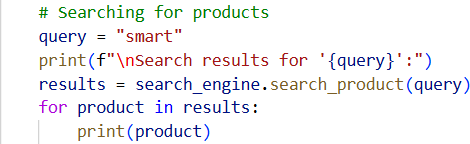 # Searching for products
query = "smart"
print(f"\nSearch results for '{query}':")
results = search_engine.search_product(query)
for product in results:
    print(product)